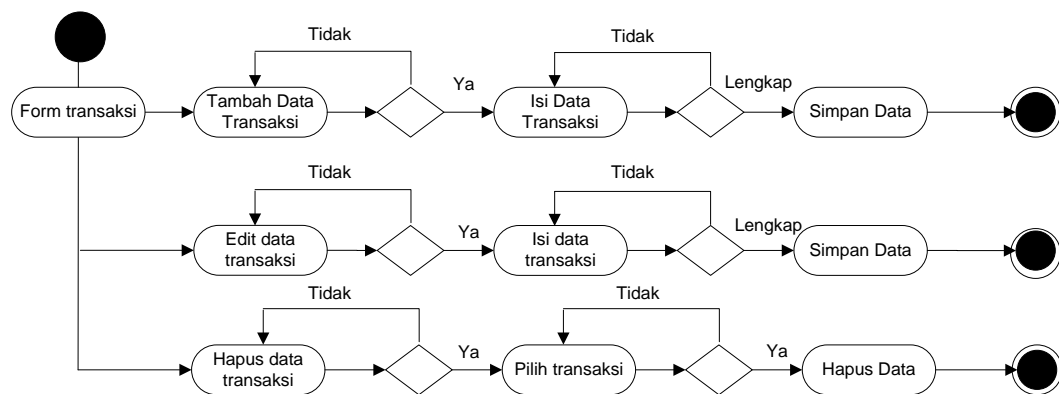 Tidak
Tidak
Ya
Lengkap
Form transaksi
Tambah Data
Transaksi
Isi Data
Transaksi
Simpan Data
Tidak
Tidak
Ya
Lengkap
Edit data
transaksi
Isi data
transaksi
Simpan Data
Tidak
Tidak
Ya
Ya
Hapus data
transaksi
Pilih transaksi
Hapus Data